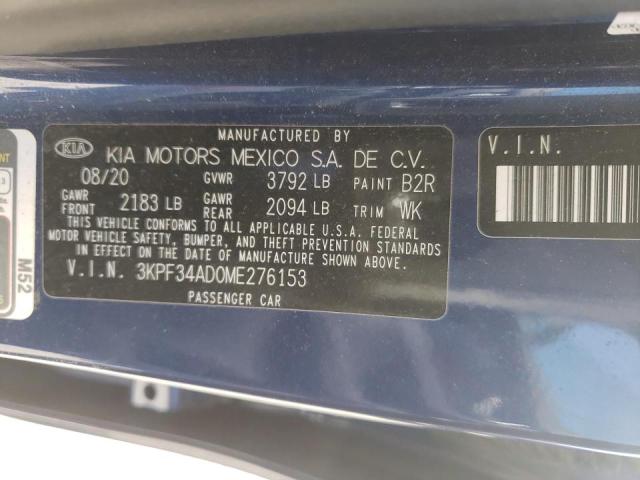 MANUFACTURED BY
KIA KIA MOTORS MEXICO S.A. DE C.V.
08/20 GVWR 3792 LB PAINT B2R
GAWR FRONT 2183 LB GAWR REAR 2094 LB TRIM WK
THIS VEHICLE CONFORMS TO ALL APPLICABLE U.S.A. FEDERAL
MOTOR VEHICLE SAFETY, BUMPER, AND THEFT PREVENTION STANDARDS
IN EFFECT ON THE DATE OF MANUFACTURE SHOWN ABOVE.
V.I.N. 3KPF34AD0ME276153
PASSENGER CAR
V.I.N.
M52